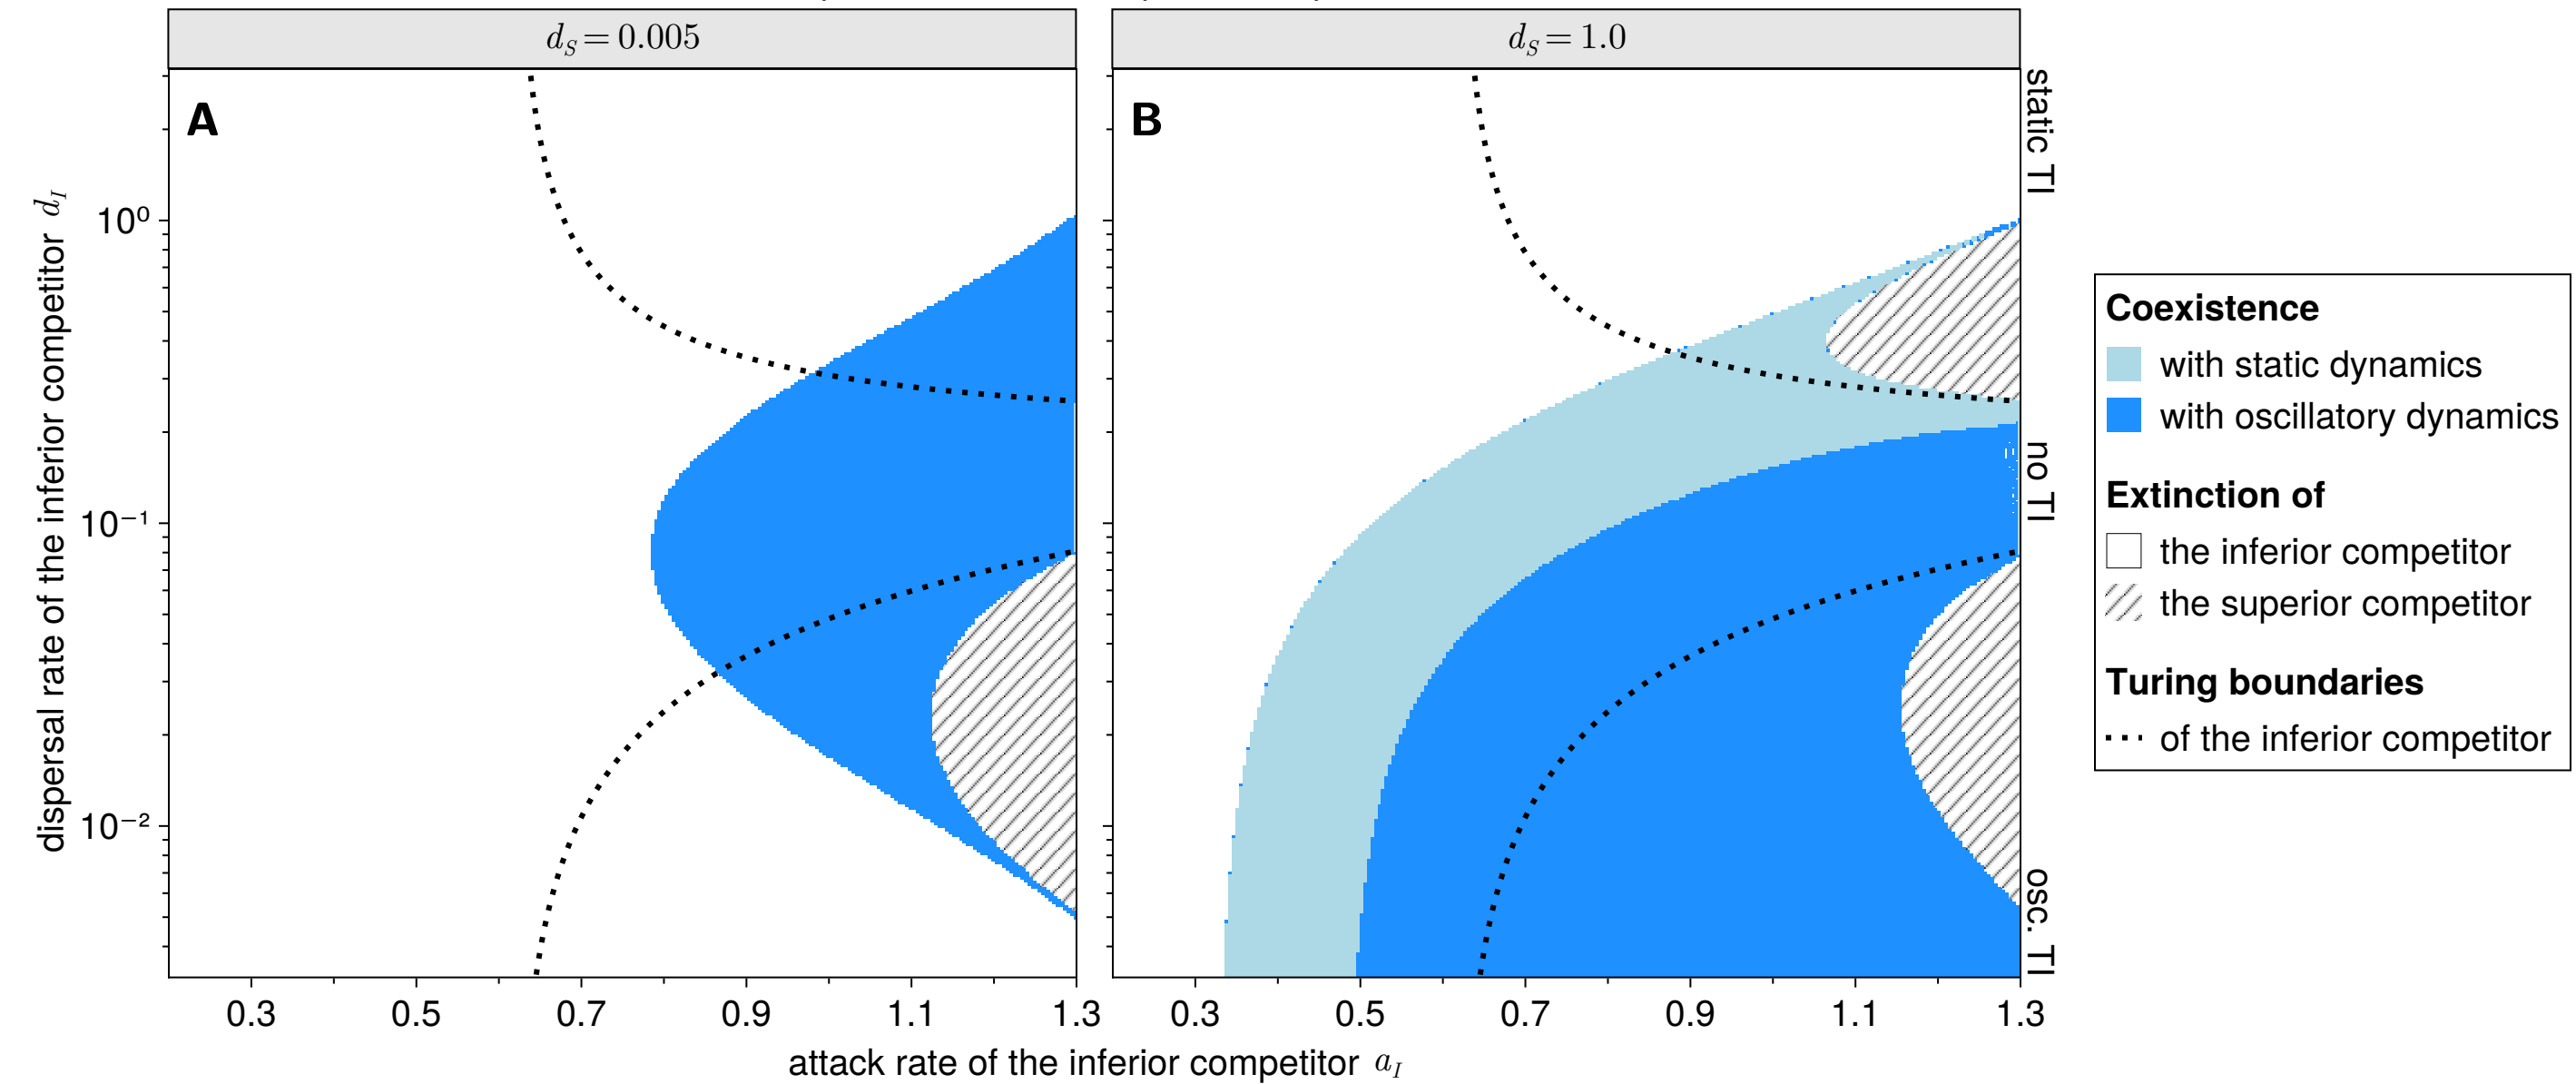 d_S = 0.005
d_S = 1.0
A
B
dispersal rate of the inferior competitor d_I
10⁰
10⁻¹
10⁻²
static TI
no TI
osc. TI
0.3 0.5 0.7 0.9 1.1 1.3
0.3 0.5 0.7 0.9 1.1 1.3
attack rate of the inferior competitor a_I
Coexistence
with static dynamics
with oscillatory dynamics
Extinction of
the inferior competitor
the superior competitor
Turing boundaries
of the inferior competitor